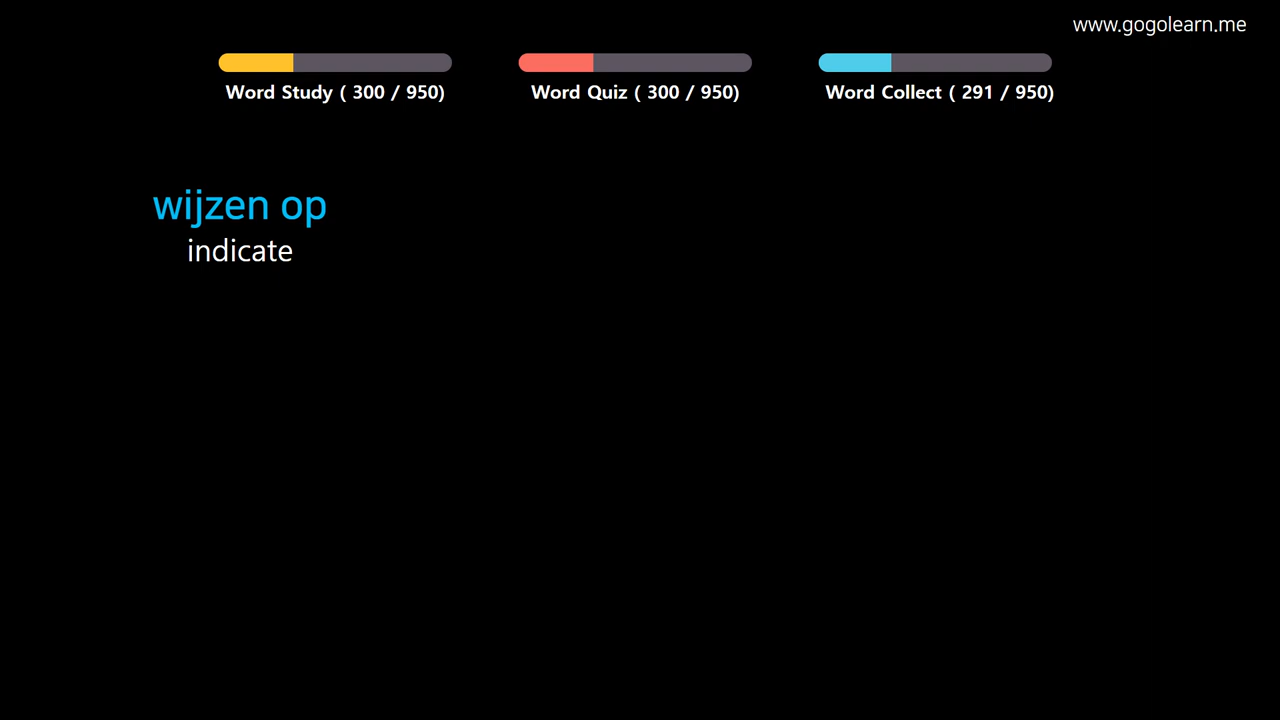 www.gogolearn.me
Word Study ( 300 / 950)
Word Quiz ( 300 / 950)
Word Collect ( 291 / 950)
wijzen op
indicate